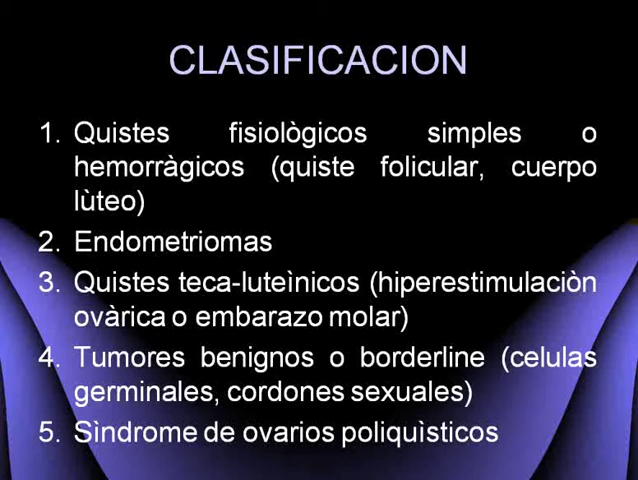 CLASIFICACION
1. Quistes fisiològicos simples o
hemorràgicos (quiste folicular, cuerpo
lùteo)
2. Endometriomas
3. Quistes teca-luteìnicos (hiperestimulaciòn
ovàrica o embarazo molar)
4. Tumores benignos o borderline (celulas
germinales, cordones sexuales)
5. Sìndrome de ovarios poliquìsticos